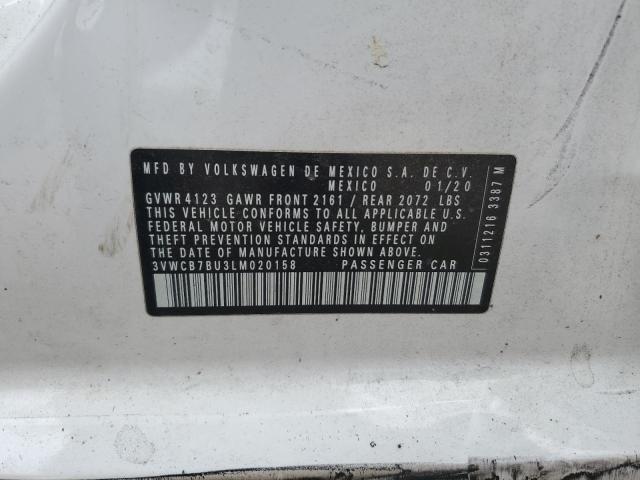 MFD BY VOLKSWAGEN DE MEXICO S.A. DE C.V.
MEXICO 01/20
GVWR 4123 GAWR FRONT 2161 / REAR 2072 LBS
THIS VEHICLE CONFORMS TO ALL APPLICABLE U.S.
FEDERAL MOTOR VEHICLE SAFETY, BUMPER AND
THEFT PREVENTION STANDARDS IN EFFECT ON
THE DATE OF MANUFACTURE SHOWN ABOVE.
3VWCB7BU3LM020158 PASSENGER CAR
0311216 3387 M